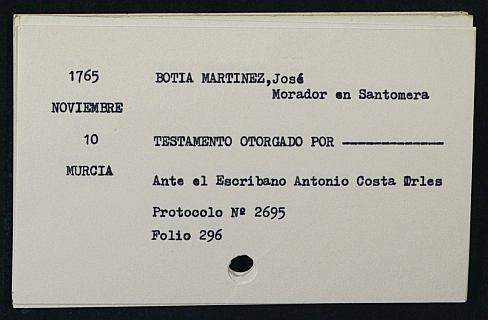 1765 BOTIA MARTINEZ,José
Morador en Santomera
NOVIEMBRE
10 TESTAMENTO OTORGADO POR ——————
MURCIA
Ante el Escribano Antonio Costa Irles
Protocolo Nº 2695
Folio 296